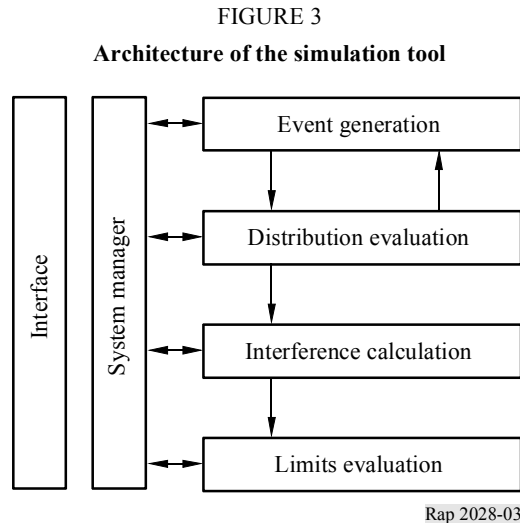 FIGURE 3
Architecture of the simulation tool
Interface
System manager
Event generation
Distribution evaluation
Interference calculation
Limits evaluation
Rap 2028-03